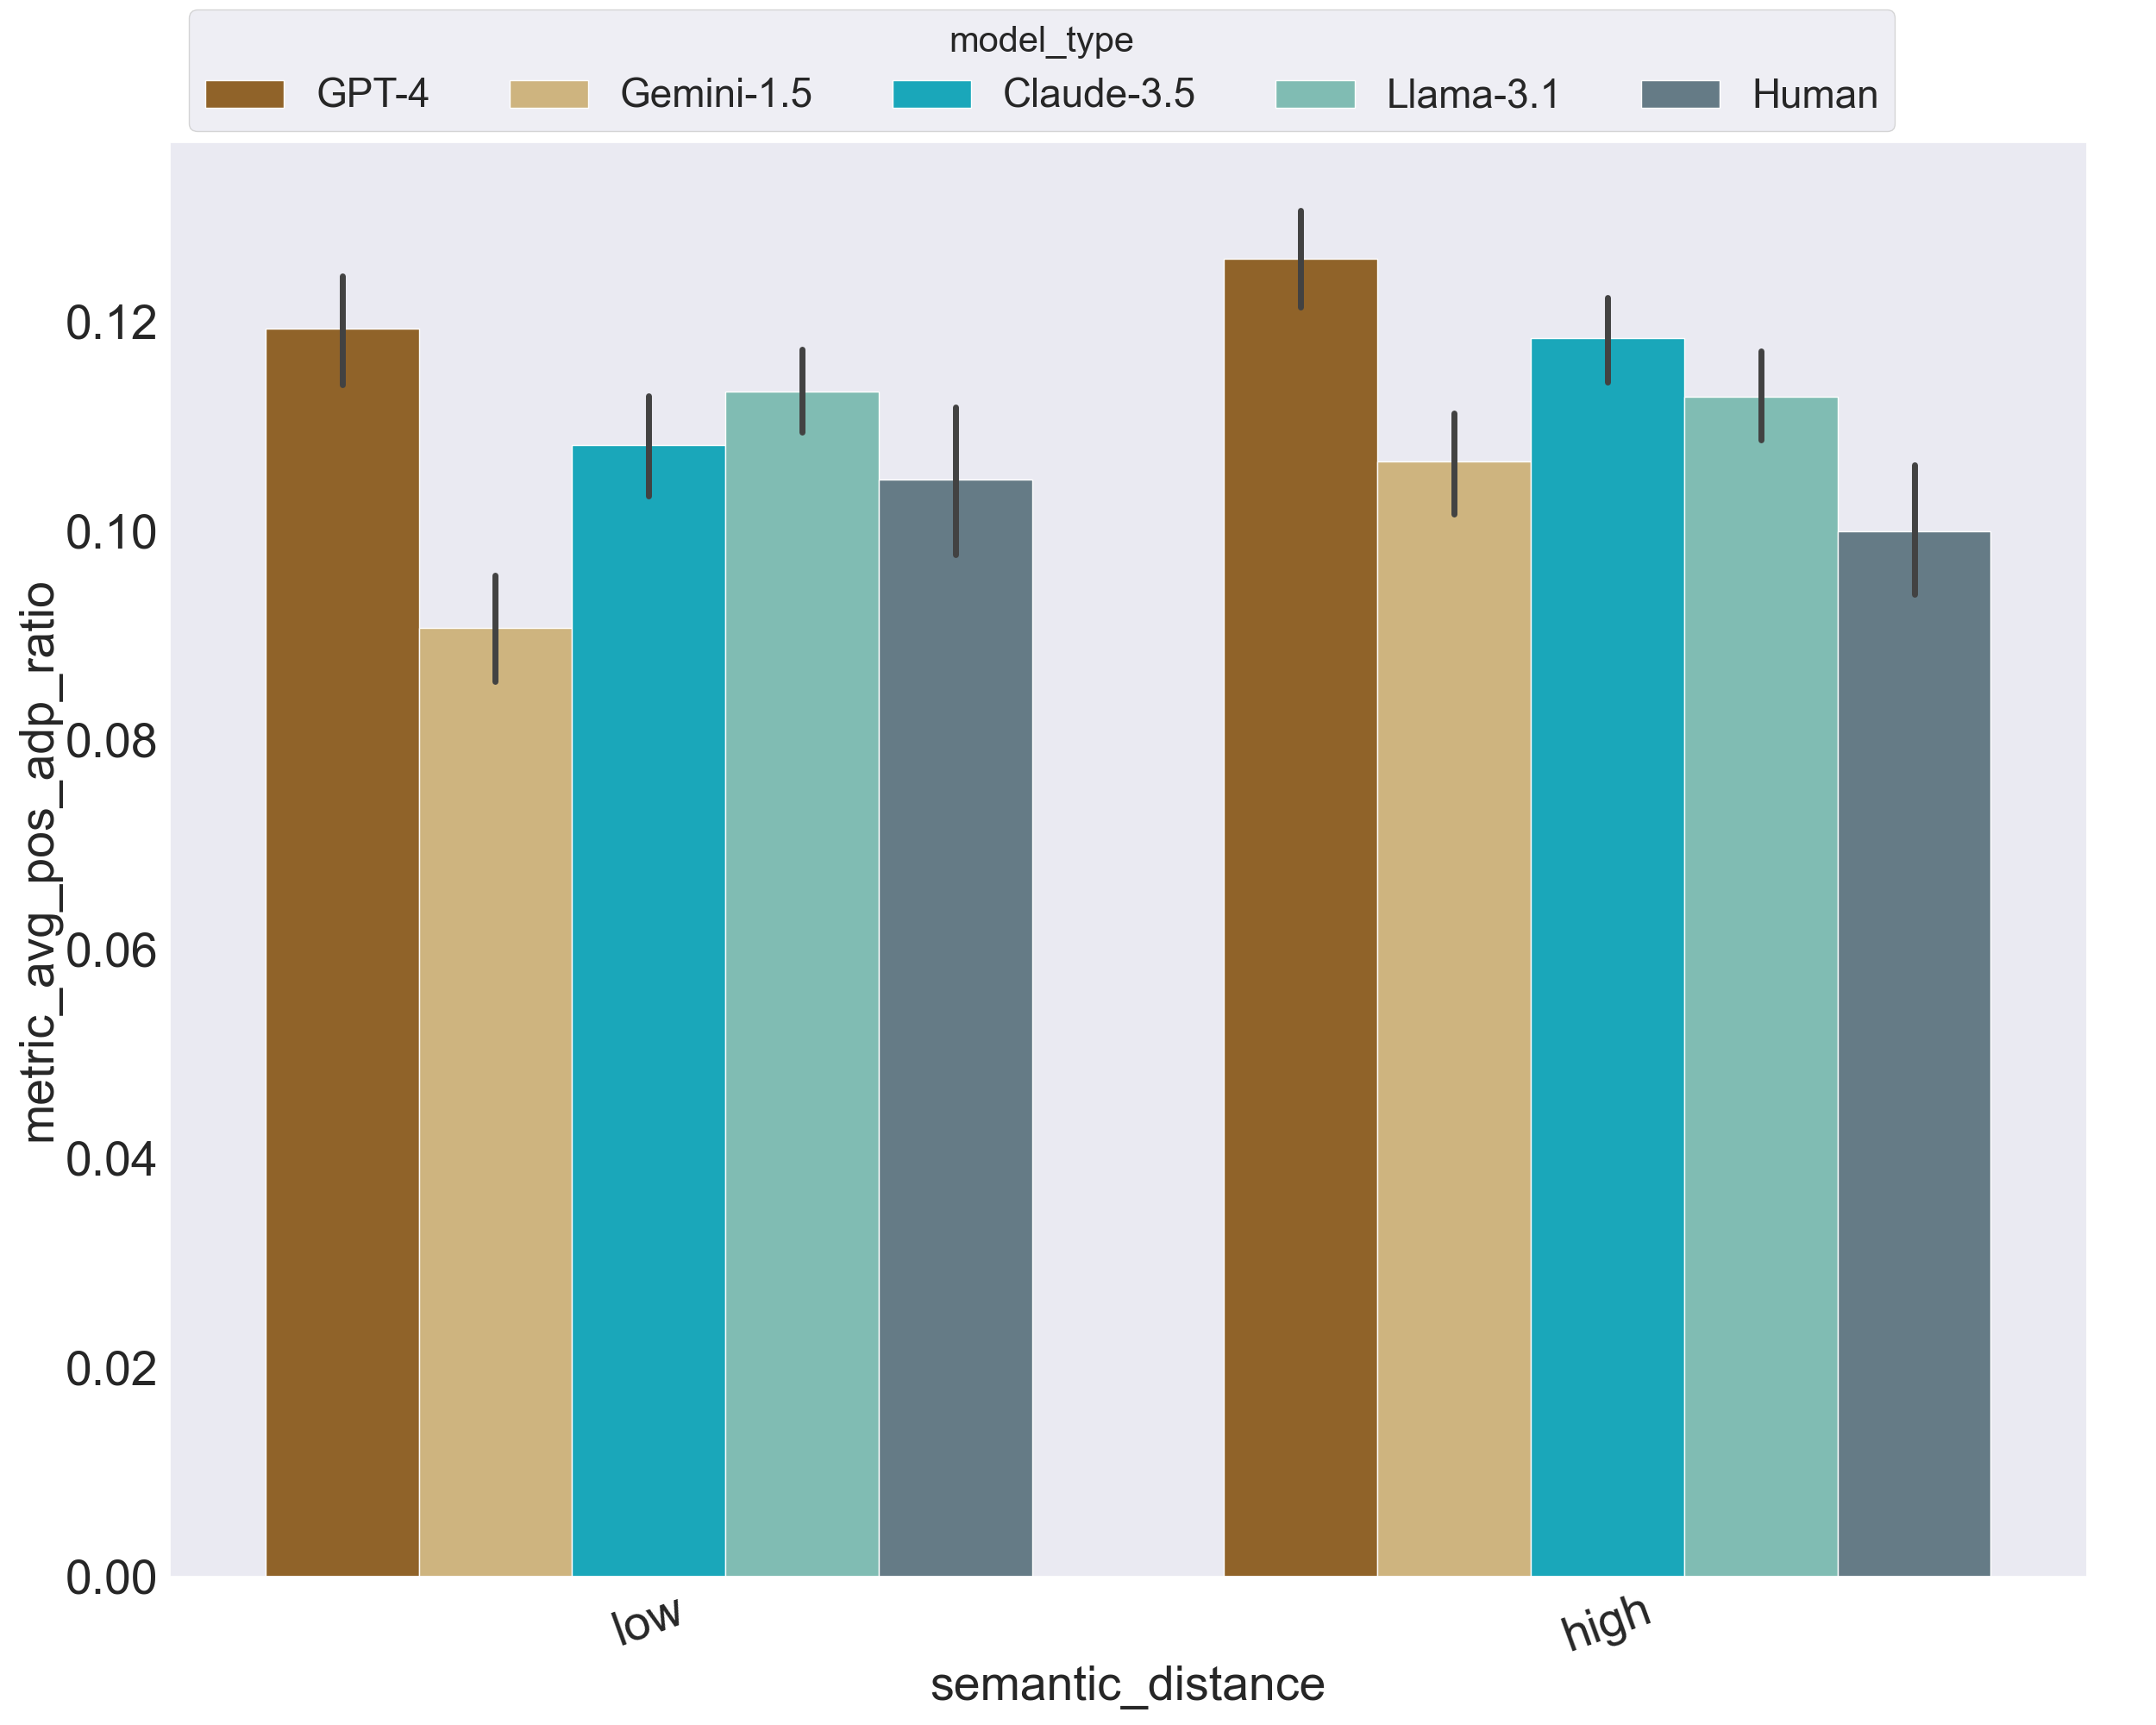 model_type
GPT-4 Gemini-1.5 Claude-3.5 Llama-3.1 Human
metric_avg_pos_adp_ratio
0.12
0.10
0.08
0.06
0.04
0.02
0.00
low high
semantic_distance